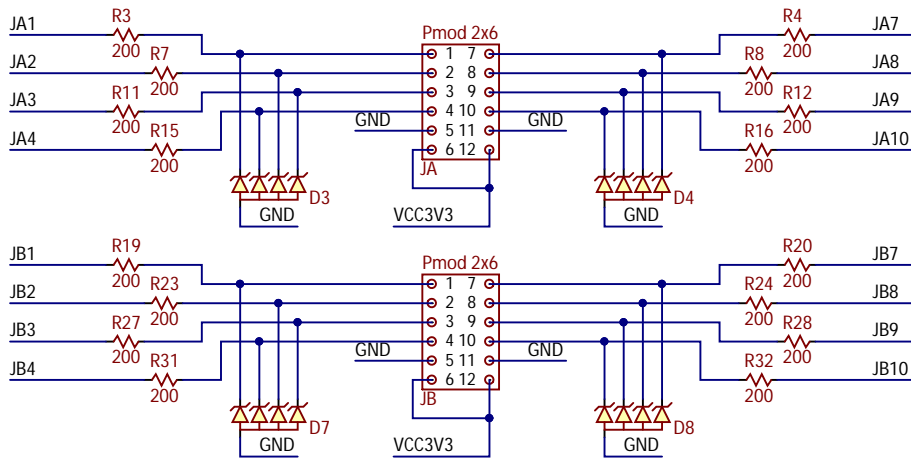 R3 Pmod 2x6 R4
JA1 1 7 JA7
200 200
R7 R8
JA2 2 8 JA8
200 200
R11 R12
JA3 3 9 JA9
200 200
R15 GND 4 10 GND R16
JA4 5 11 JA10
200 6 12 200
JA
D3 D4
GND VCC3V3 GND
R19 Pmod 2x6 R20
JB1 1 7 JB7
200 200
R23 R24
JB2 2 8 JB8
200 200
R27 R28
JB3 3 9 JB9
200 200
R31 GND 4 10 GND R32
JB4 5 11 JB10
200 6 12 200
JB
D7 D8
GND VCC3V3 GND